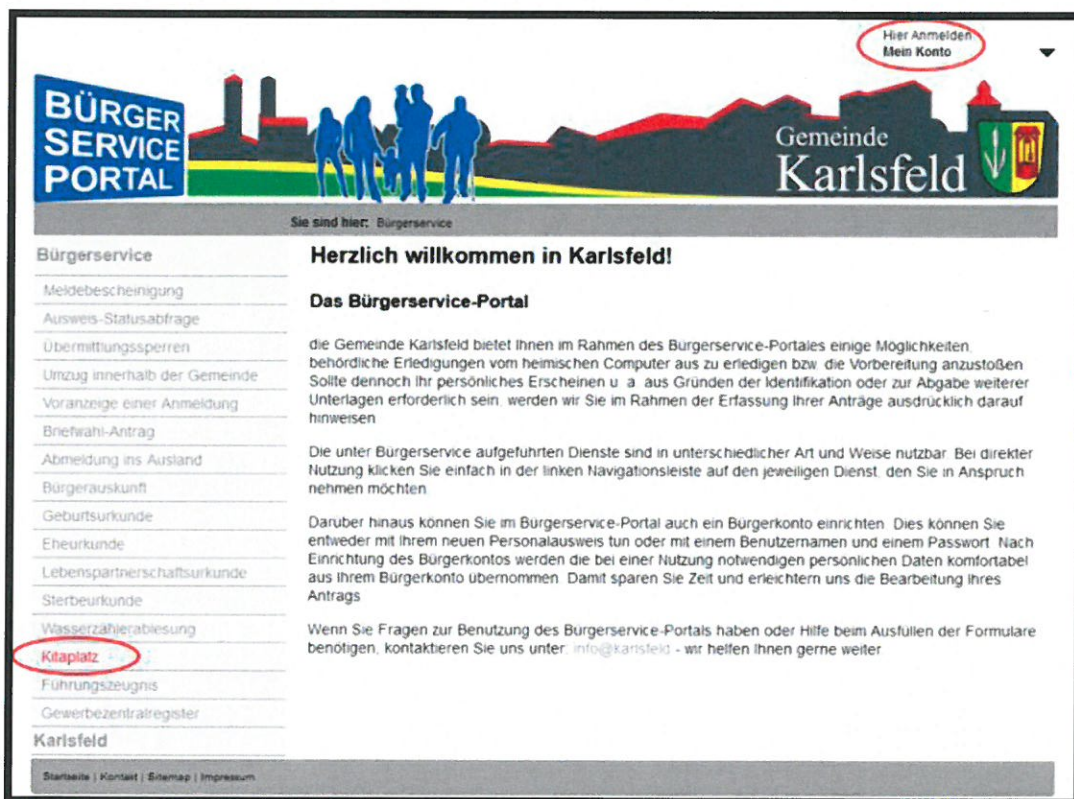 Hier Anmelden
Mein Konto
BÜRGER
SERVICE
PORTAL
Gemeinde
Karlsfeld
Sie sind hier: Bürgerservice
Bürgerservice
Meldebescheinigung
Ausweis-Statusabfrage
Übermittlungssperren
Umzug innerhalb der Gemeinde
Voranzeige einer Anmeldung
Briefwahl-Antrag
Abmeldung ins Ausland
Bürgerauskunft
Geburtsurkunde
Eheurkunde
Lebenspartnerschaftsurkunde
Sterbeurkunde
Wasserzählerablesung
Kitaplatz
Führungszeugnis
Gewerbezentralregister
Karlsfeld
Herzlich willkommen in Karlsfeld!
Das Bürgerservice-Portal
die Gemeinde Karlsfeld bietet Ihnen im Rahmen des Bürgerservice-Portales einige Möglichkeiten,
behördliche Erledigungen vom heimischen Computer aus zu erledigen bzw. die Vorbereitung anzustoßen.
Sollte dennoch Ihr persönliches Erscheinen u. a. aus Gründen der Identifikation oder zur Abgabe weiterer
Unterlagen erforderlich sein, werden wir Sie im Rahmen der Erfassung Ihrer Anträge ausdrücklich darauf
hinweisen.
Die unter Bürgerservice aufgeführten Dienste sind in unterschiedlicher Art und Weise nutzbar. Bei direkter
Nutzung klicken Sie einfach in der linken Navigationsleiste auf den jeweiligen Dienst, den Sie in Anspruch
nehmen möchten.
Darüber hinaus können Sie im Bürgerservice-Portal auch ein Bürgerkonto einrichten. Dies können Sie
entweder mit Ihrem neuen Personalausweis tun oder mit einem Benutzernamen und einem Passwort. Nach
Einrichtung des Bürgerkontos werden die bei einer Nutzung notwendigen persönlichen Daten komfortabel
aus Ihrem Bürgerkonto übernommen. Damit sparen Sie Zeit und erleichtern uns die Bearbeitung Ihres
Antrags.
Wenn Sie Fragen zur Benutzung des Bürgerservice-Portals haben oder Hilfe beim Ausfüllen der Formulare
benötigen, kontaktieren Sie uns unter: info@karlsfeld - wir helfen Ihnen gerne weiter.
Startseite | Kontakt | Sitemap | Impressum